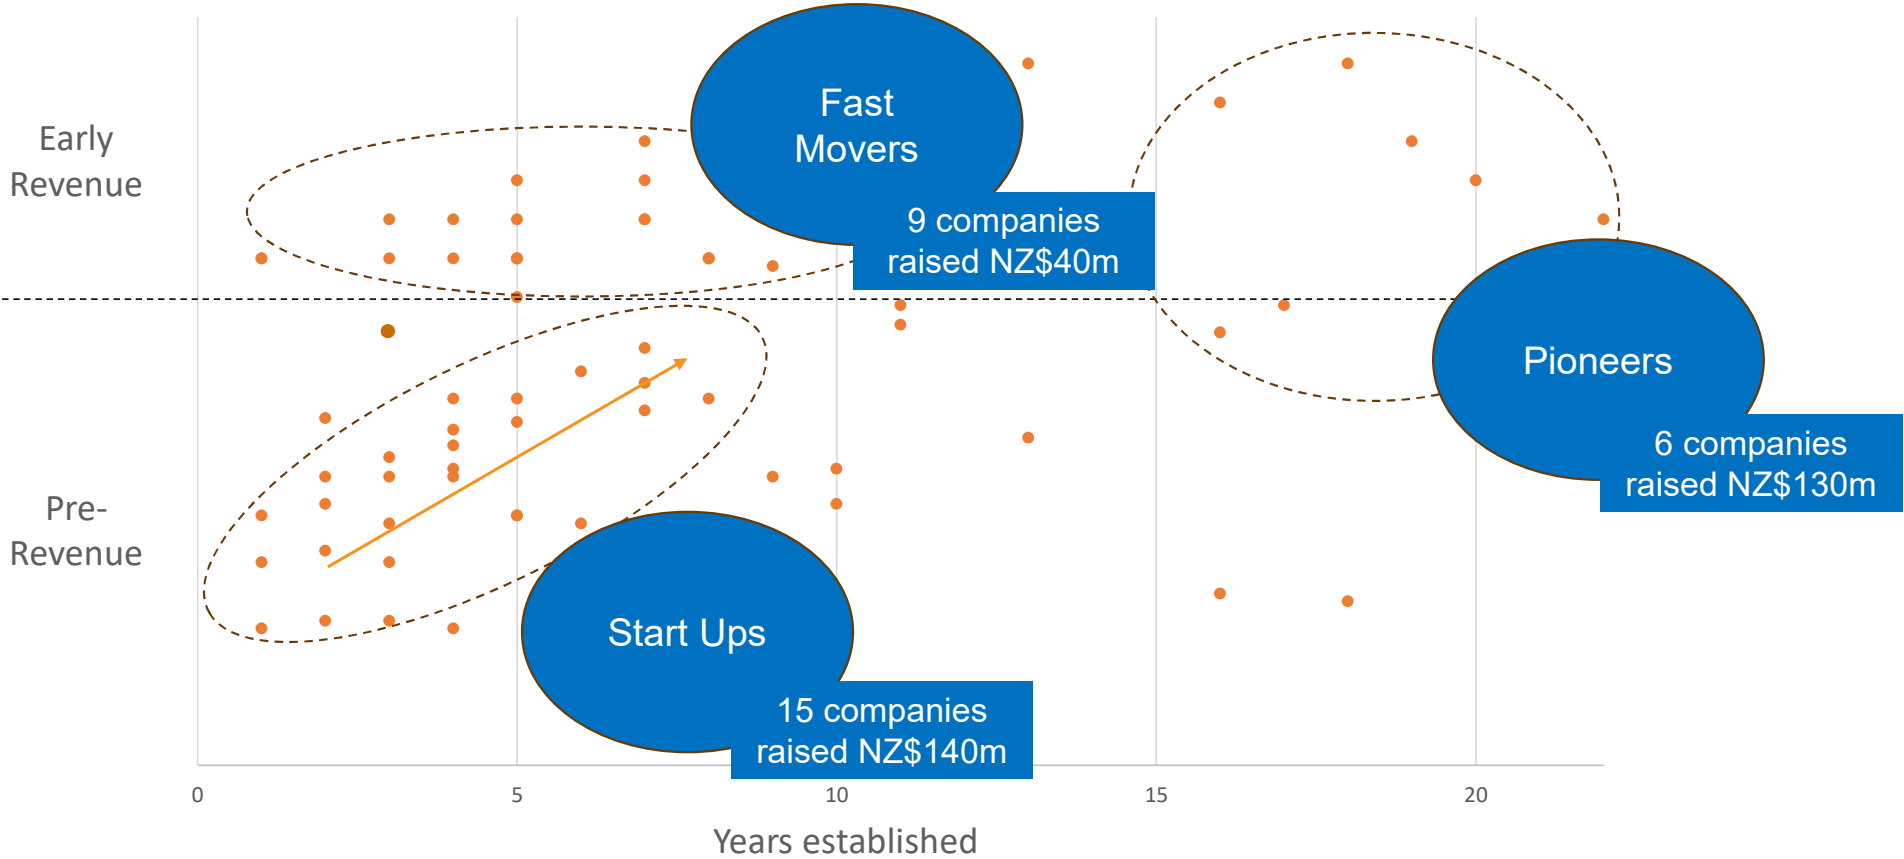 Fast
Movers
Early
Revenue
9 companies
raised NZ$40m
Pioneers
6 companies
raised NZ$130m
Pre-
Revenue
Start Ups
15 companies
raised NZ$140m
0
5
10
15
20
Years established